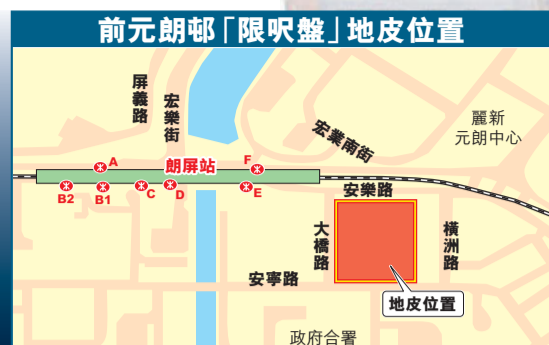 前元朗邨「限呎盤」地皮位置
屏義路
宏樂街
宏業南街
麗新
元朗中心
A
朗屏站
F
B2
B1
C
D
E
安樂路
大橋路
橫洲路
安寧路
地皮位置
政府合署